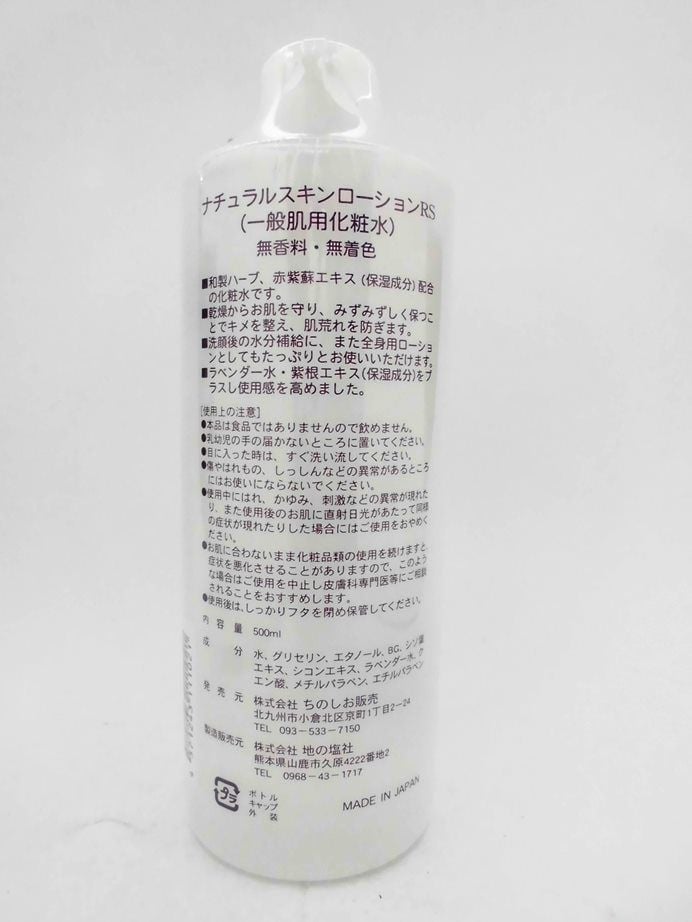 ナチュラルスキンローションRS
(一般肌用化粧水)
無香料・無着色
■和製ハーブ、赤紫蘇エキス(保湿成分)配合
の化粧水です。
■乾燥からお肌を守り、みずみずしく保つこ
とでキメを整え、肌荒れを防ぎます。
■洗顔後の水分補給に、また全身用ローショ
ンとしてもたっぷりとお使いいただけます。
■ラベンダー水・紫根エキス(保湿成分)をプ
ラスし使用感を高めました。
[使用上の注意]
●本品は食品ではありませんので飲めません。
●乳幼児の手の届かないところに置いてください。
●目に入った時は、すぐ洗い流してください。
●傷やはれもの、しっしんなどの異常があるところ
にはお使いにならないでください。
●使用中にはれ、かゆみ、刺激などの異常が現れた
り、また使用後のお肌に直射日光があたって同様
の症状が現れたりした場合にはご使用をおやめく
ださい。
●お肌に合わないまま化粧品類の使用を続けますと、
症状を悪化させることがありますので、このよう
な場合はご使用を中止し皮膚科専門医等にご相談
されることをおすすめします。
●使用後は、しっかりフタを閉め保管してください。
内容量 500ml
成分 水、グリセリン、エタノール、BG、シソ葉
エキス、シコンエキス、ラベンダー水、ク
エン酸、メチルパラベン、エチルパラベン
発売元 株式会社 ちのしお販売
北九州市小倉北区京町1丁目2-24
TEL 093-533-7150
製造販売元 株式会社 地の塩社
熊本県山鹿市久原4222番地2
TEL 0968-43-1717
プラ
ボトル
キャップ
外装
MADE IN JAPAN